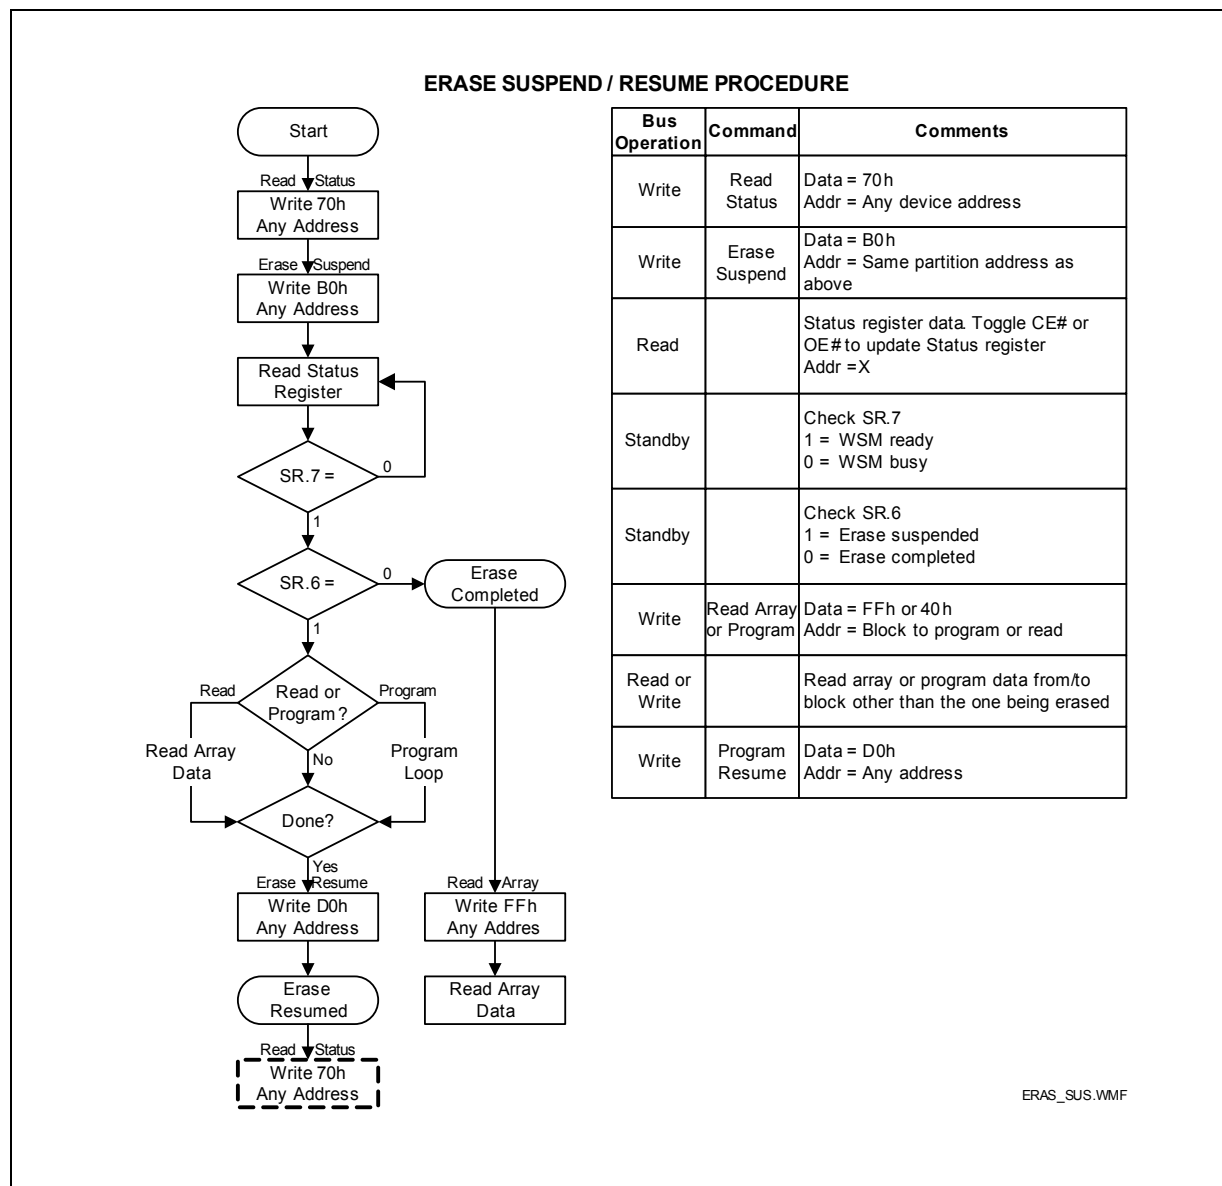 ERASE SUSPEND / RESUME PROCEDURE
Start
Read Status
Write 70h
Any Address
Erase Suspend
Write B0h
Any Address
Read Status
Register
SR.7 =
0
1
SR.6 =
0
Erase
Completed
1
Read
Read or
Program?
Program
Read Array
Data
No
Program
Loop
Done?
Yes
Erase Resume
Write D0h
Any Address
Read Array
Write FFh
Any Addres
Erase
Resumed
Read Array
Data
Read Status
Write 70h
Any Address
Bus
Operation
Command
Comments
Write
Read
Status
Data = 70h
Addr = Any device address
Write
Erase
Suspend
Data = B0h
Addr = Same partition address as
above
Read
Status register data. Toggle CE# or
OE# to update Status register
Addr =X
Standby
Check SR.7
1 = WSM ready
0 = WSM busy
Standby
Check SR.6
1 = Erase suspended
0 = Erase completed
Write
Read Array
or Program
Data = FFh or 40h
Addr = Block to program or read
Read or
Write
Read array or program data from/to
block other than the one being erased
Write
Program
Resume
Data = D0h
Addr = Any address
ERAS_SUS.WMF